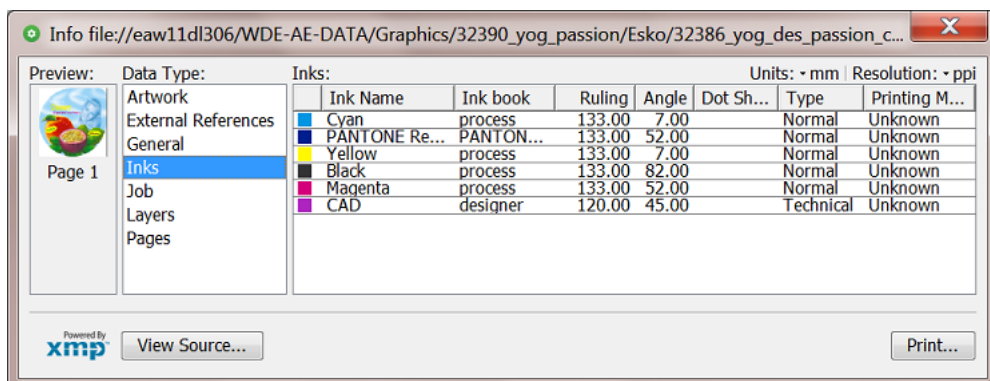 Info file://eaw11dl306/WDE-AE-DATA/Graphics/32390_yog_passion/Esko/32386_yog_des_passion_c...
Preview: Data Type: Inks: Units: mm Resolution: ppi
Artwork
External References
General
Inks
Job
Layers
Pages
Page 1
Ink Name Ink book Ruling Angle Dot Sh... Type Printing M...
Cyan process 133.00 7.00 Normal Unknown
PANTONE Re... PANTON... 133.00 52.00 Normal Unknown
Yellow process 133.00 7.00 Normal Unknown
Black process 133.00 82.00 Normal Unknown
Magenta process 133.00 52.00 Normal Unknown
CAD designer 120.00 45.00 Technical Unknown
Powered By
xmp
View Source...
Print...